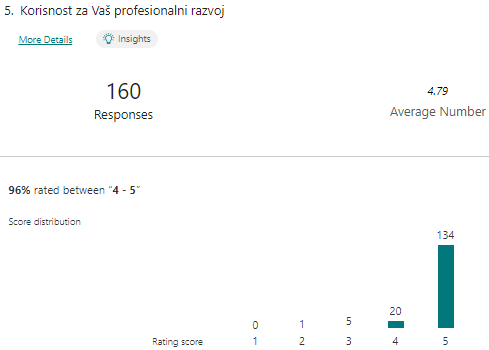 5. Korisnost za Vaš profesionalni razvoj
More Details
Insights
160
Responses
4.79
Average Number
96% rated between "4 - 5"
Score distribution
0 1 5 20 134
Rating score 1 2 3 4 5